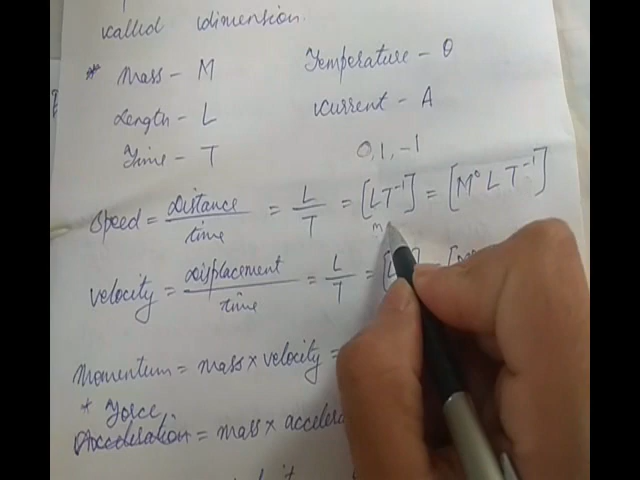 called dimension.
* Mass - M Temperature - θ
Length - L Current - A
Time - T 0, 1, -1
Speed = Distance/time = L/T = [LT⁻¹] = [M⁰ L T⁻¹]
M
Velocity = Displacement/time = L/T = [L
Momentum = mass × velocity =
* Force
Acceleration = mass × accelera